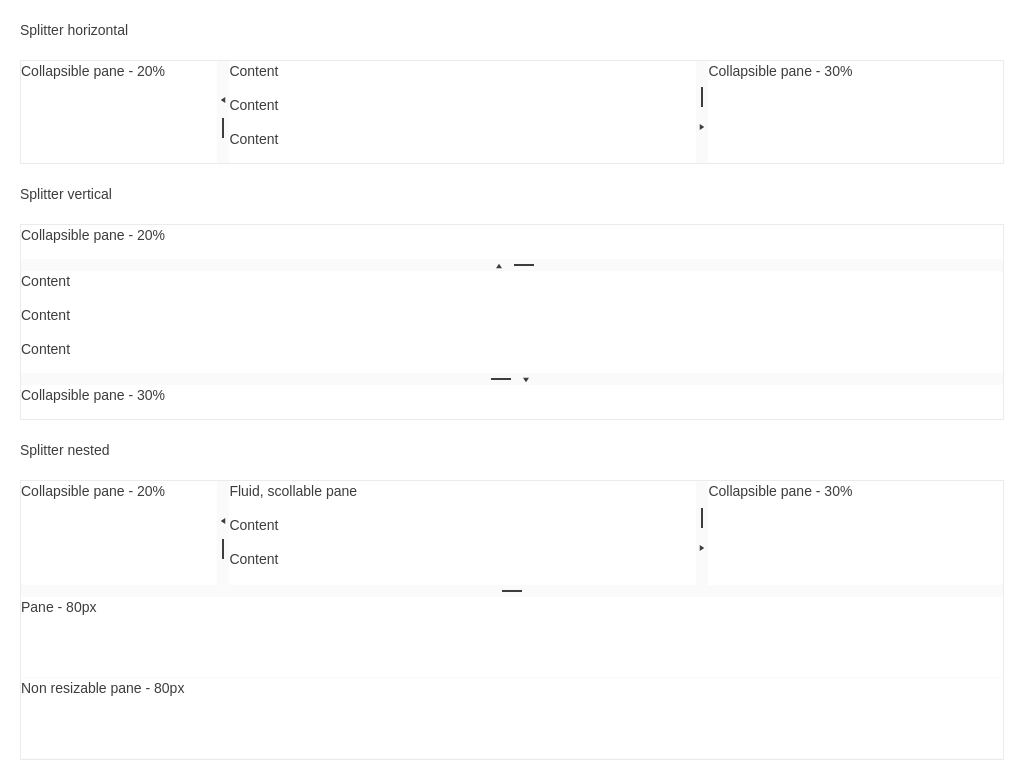 Splitter horizontal
Collapsible pane - 20%
Content
Content
Content
Collapsible pane - 30%
Splitter vertical
Collapsible pane - 20%
Content
Content
Content
Collapsible pane - 30%
Splitter nested
Collapsible pane - 20%
Fluid, scollable pane
Content
Content
Collapsible pane - 30%
Pane - 80px
Non resizable pane - 80px